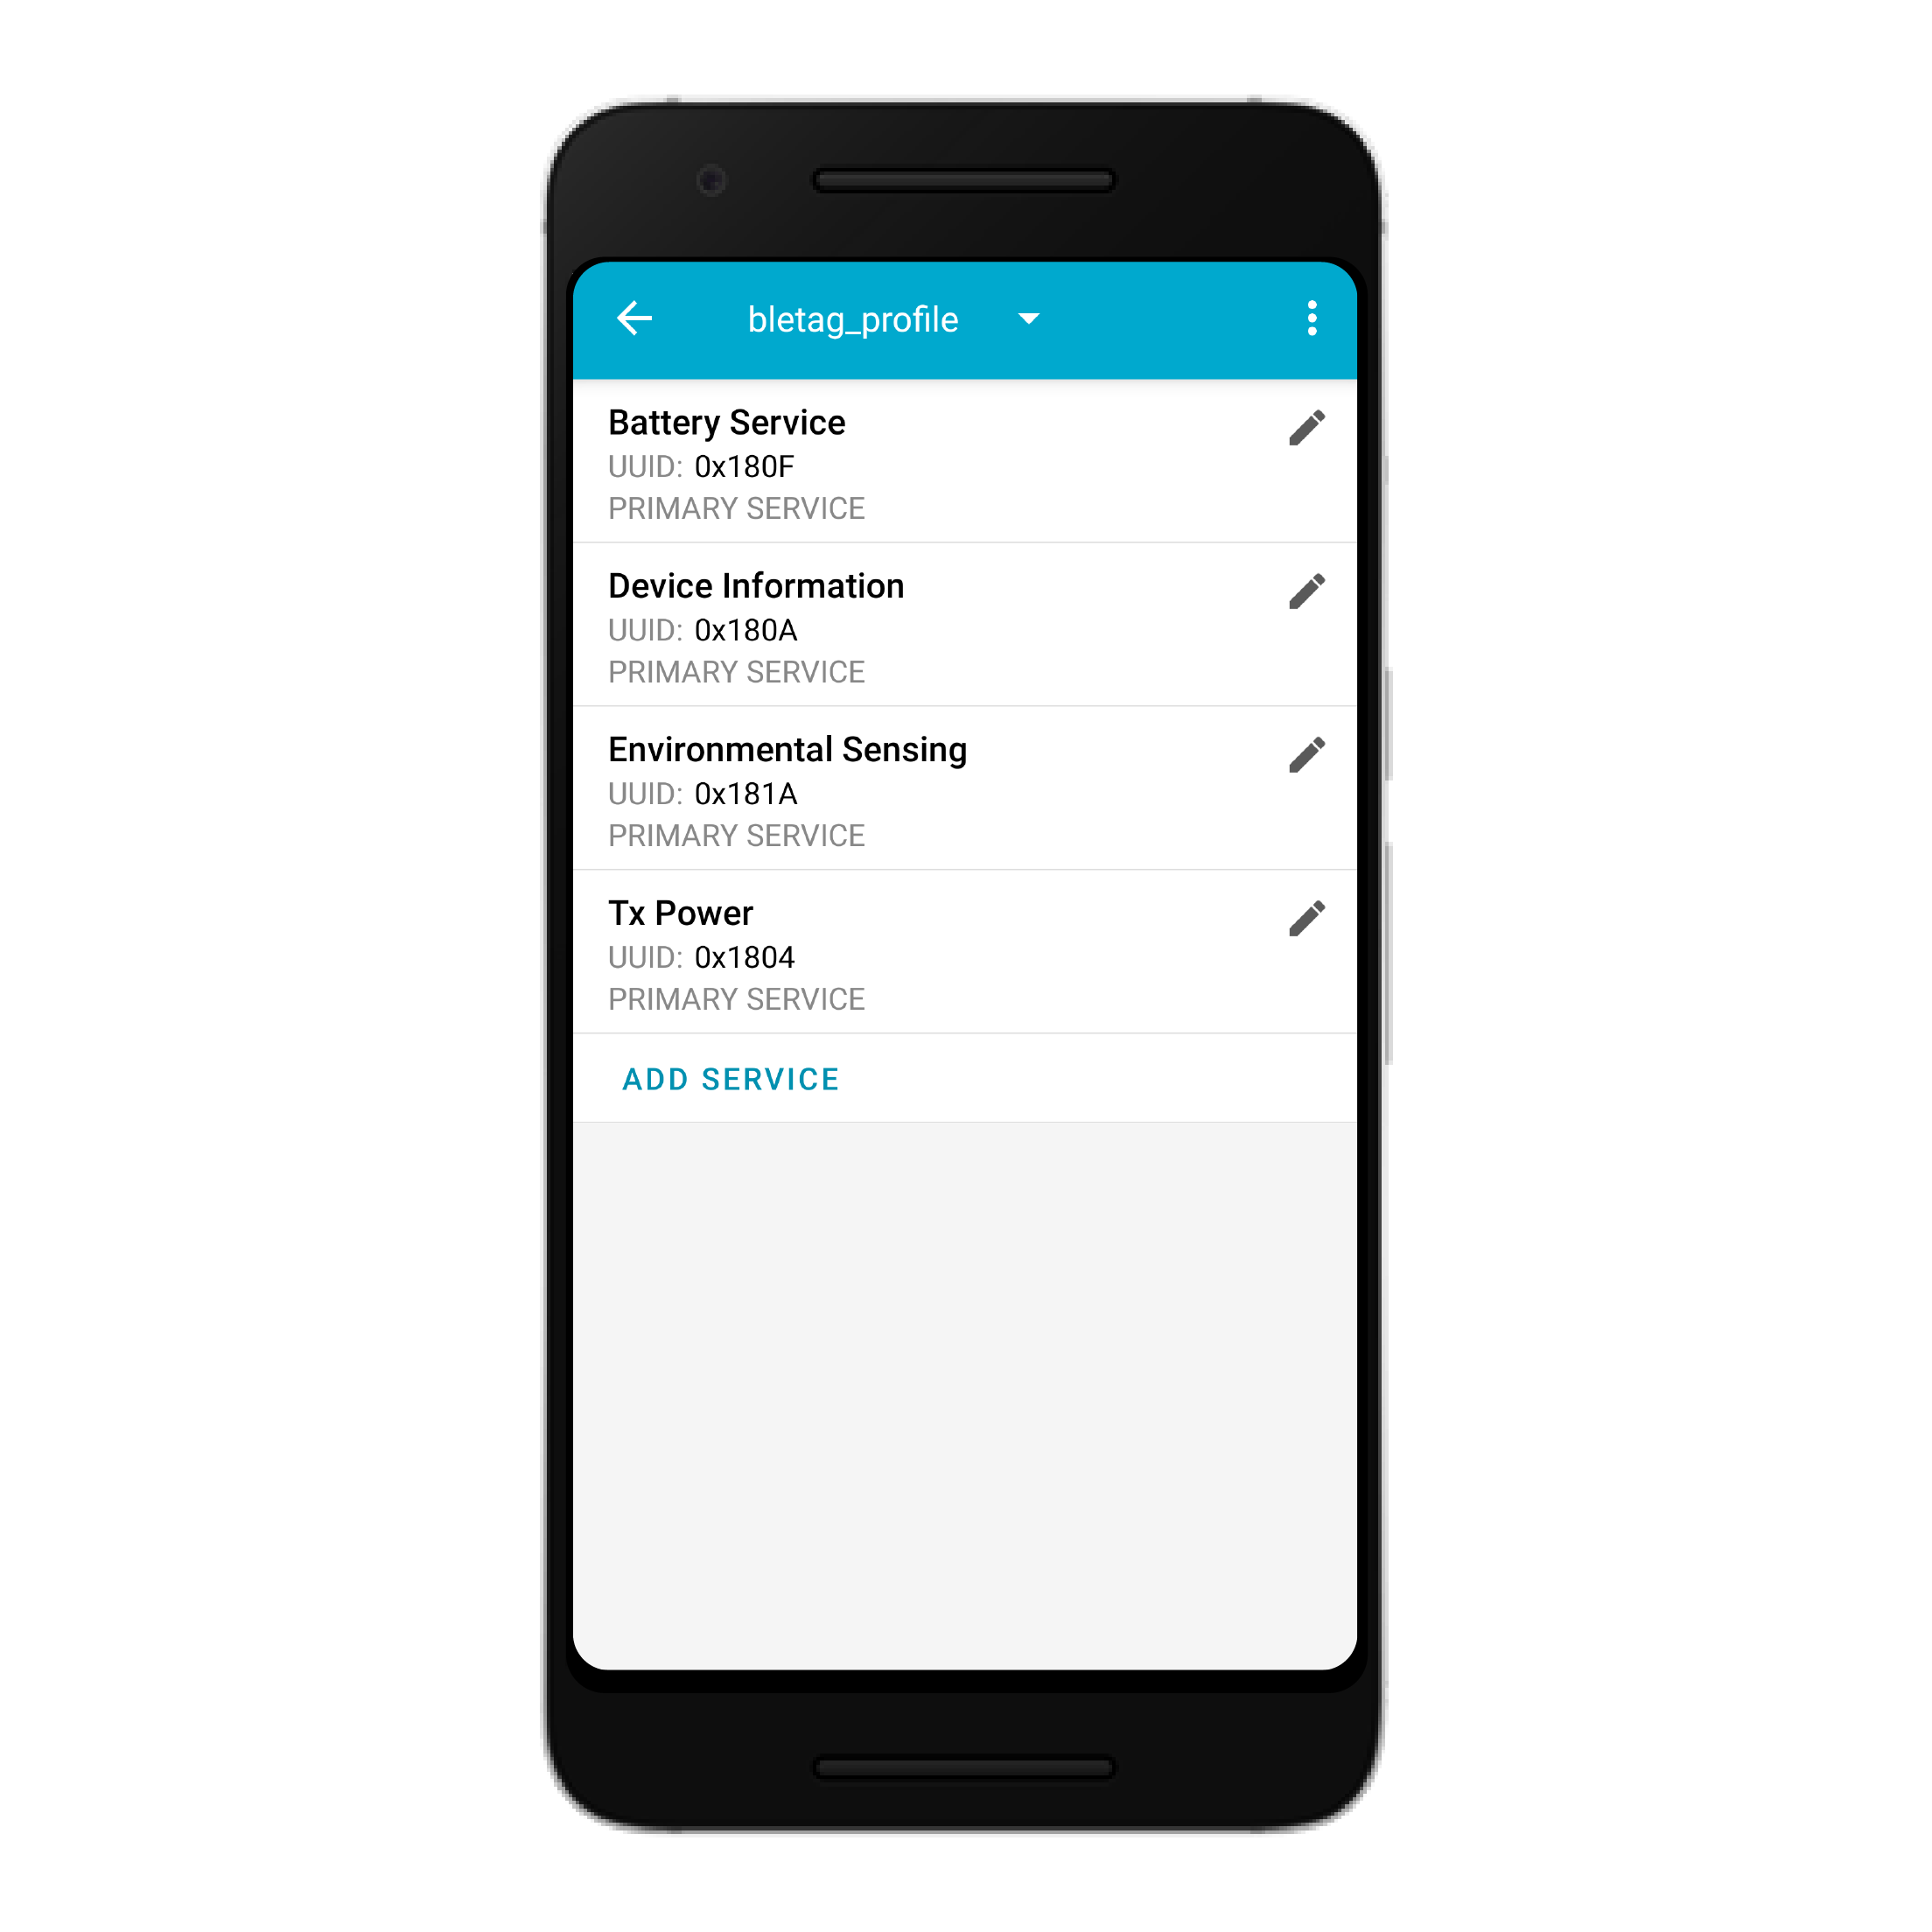 bletag_profile
Battery Service
UUID: 0x180F
PRIMARY SERVICE
Device Information
UUID: 0x180A
PRIMARY SERVICE
Environmental Sensing
UUID: 0x181A
PRIMARY SERVICE
Tx Power
UUID: 0x1804
PRIMARY SERVICE
ADD SERVICE